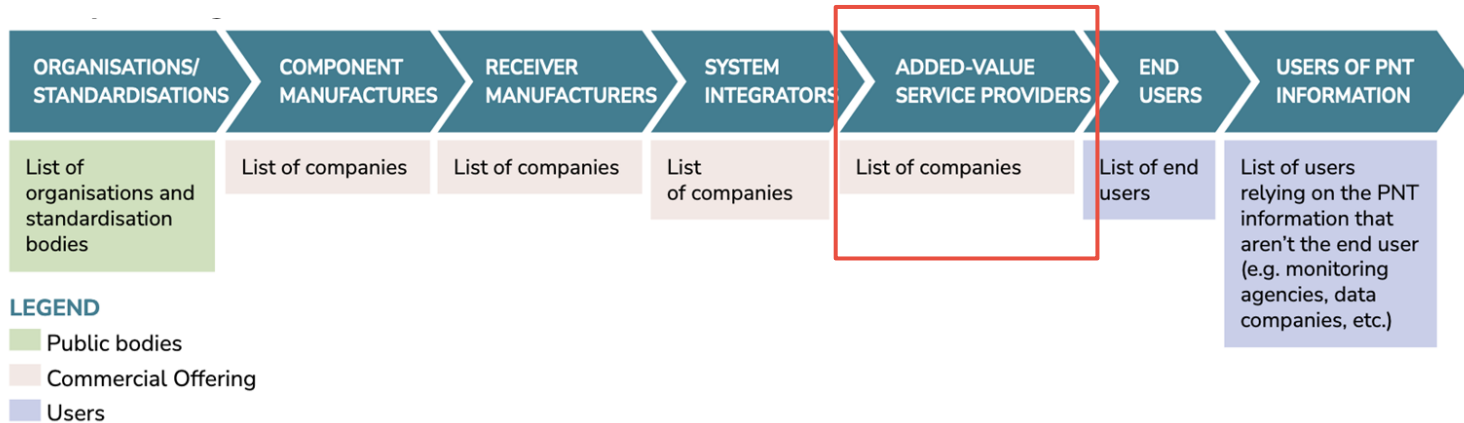 ORGANISATIONS/
STANDARDISATIONS
COMPONENT
MANUFACTURES
RECEIVER
MANUFACTURERS
SYSTEM
INTEGRATORS
ADDED-VALUE
SERVICE PROVIDERS
END
USERS
USERS OF PNT
INFORMATION
List of
organisations and
standardisation
bodies
List of companies
List of companies
List
of companies
List of companies
List of end
users
List of users
relying on the PNT
information that
aren't the end user
(e.g. monitoring
agencies, data
companies, etc.)
LEGEND
Public bodies
Commercial Offering
Users